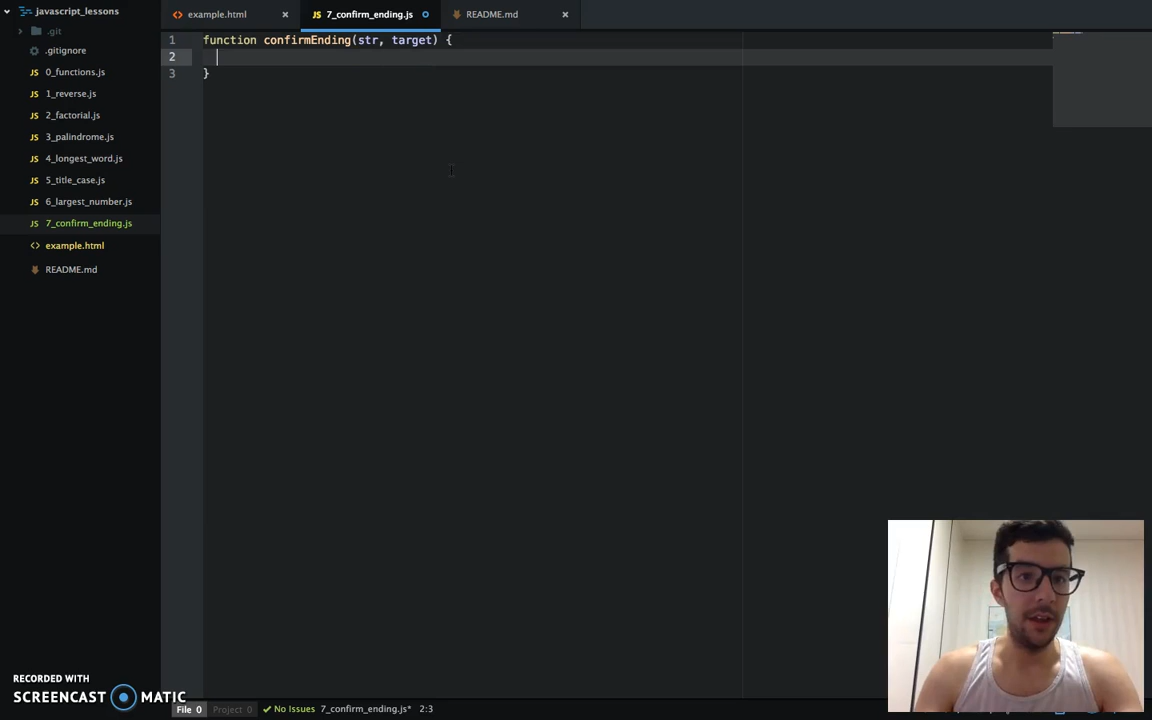 javascript_lessons
.git
.gitignore
0_functions.js
1_reverse.js
2_factorial.js
3_palindrome.js
4_longest_word.js
5_title_case.js
6_largest_number.js
7_confirm_ending.js
example.html
README.md
example.html
7_confirm_ending.js
README.md
1 function confirmEnding(str, target) {
2
3 }
RECORDED WITH
SCREENCAST MATIC
File 0 Project 0 No Issues 7_confirm_ending.js* 2:3